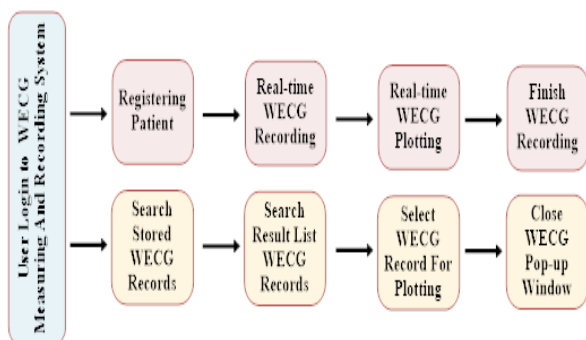 User Login to WECG
Measuring And Recording System
Registering
Patient
Real-time
WECG
Recording
Real-time
WECG
Plotting
Finish
WECG
Recording
Search
Stored
WECG
Records
Search
Result List
WECG
Records
Select
WECG
Record For
Plotting
Close
WECG
Pop-up
Window